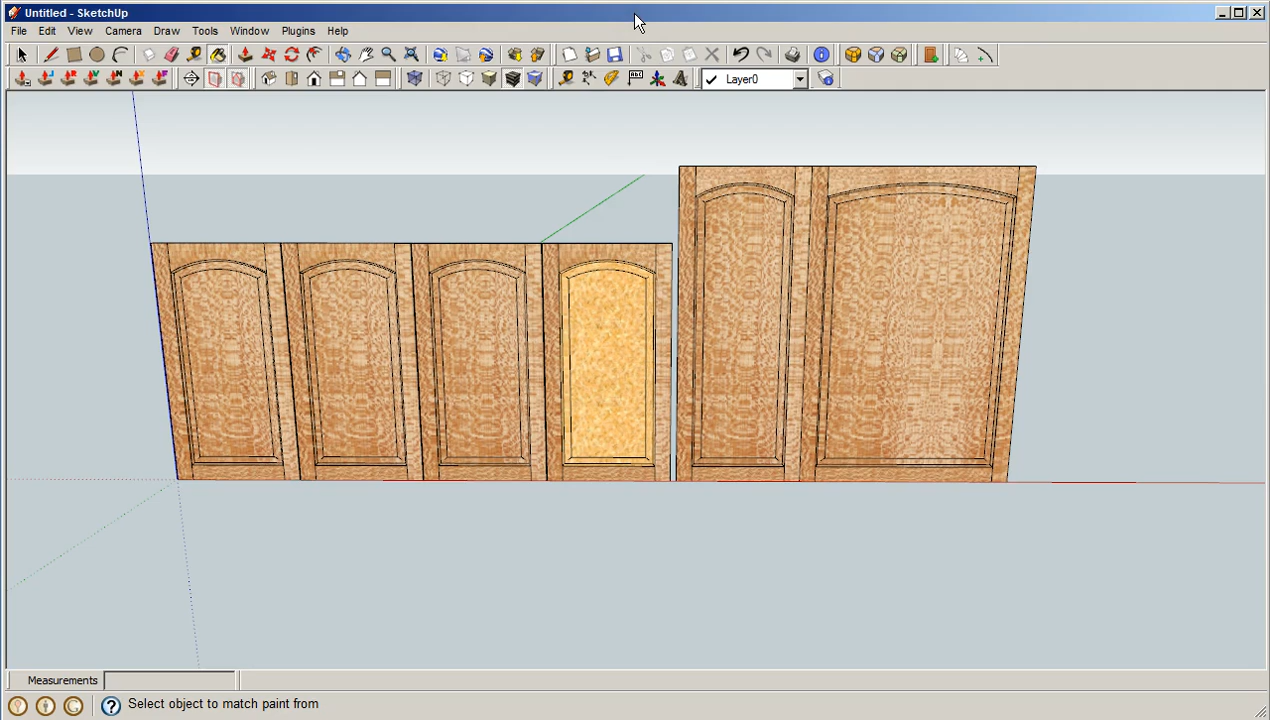 Untitled - SketchUp
File Edit View Camera Draw Tools Window Plugins Help
Layer0
Measurements
Select object to match paint from